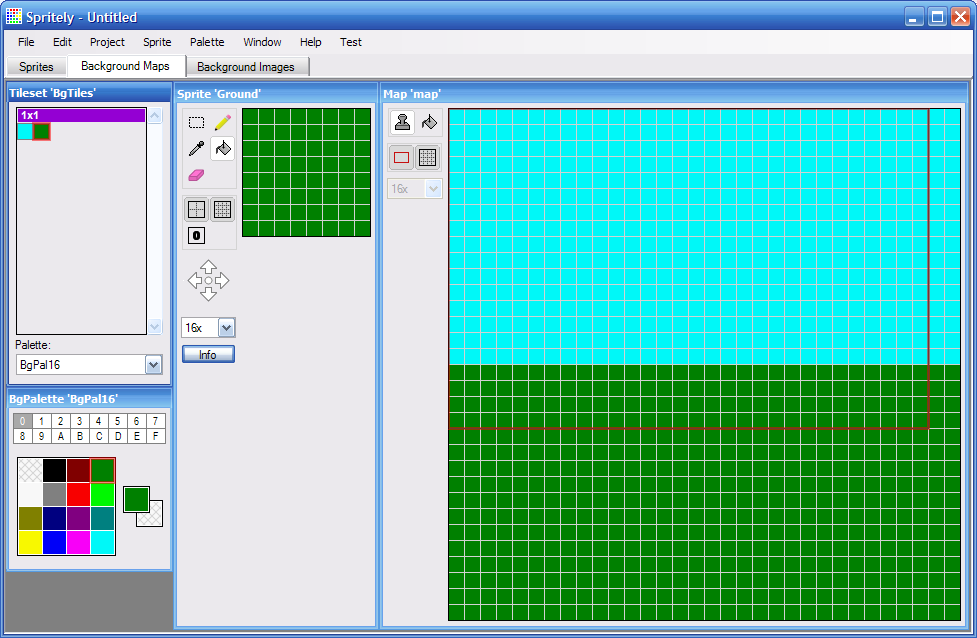 Spritely - Untitled
File Edit Project Sprite Palette Window Help Test
Sprites Background Maps Background Images
Tileset 'BgTiles'
1x1
Palette:
BgPal16
BgPalette 'BgPal16'
0 1 2 3 4 5 6 7
8 9 A B C D E F
Sprite 'Ground'
0
16x
Info
Map 'map'
16x